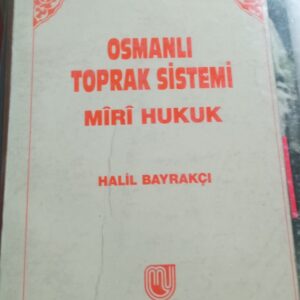 OSMANLI
TOPRAK SİSTEMİ
MÎRÎ HUKUK
HALİL BAYRAKÇI